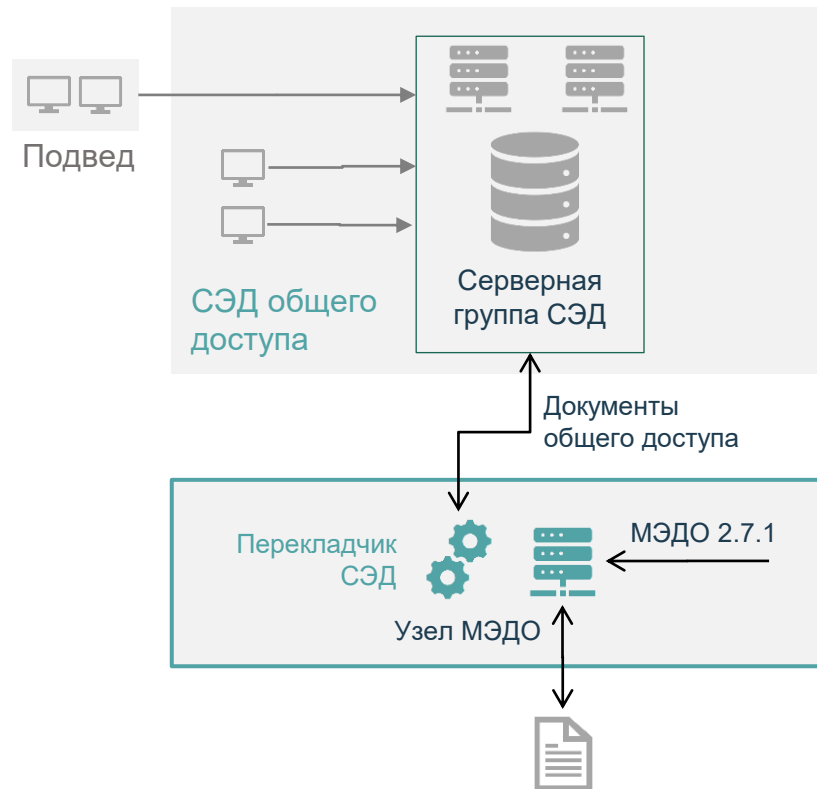 Подвед
СЭД общего
доступа
Серверная
группа СЭД
Документы
общего доступа
Перекладчик
СЭД
МЭДО 2.7.1
Узел МЭДО